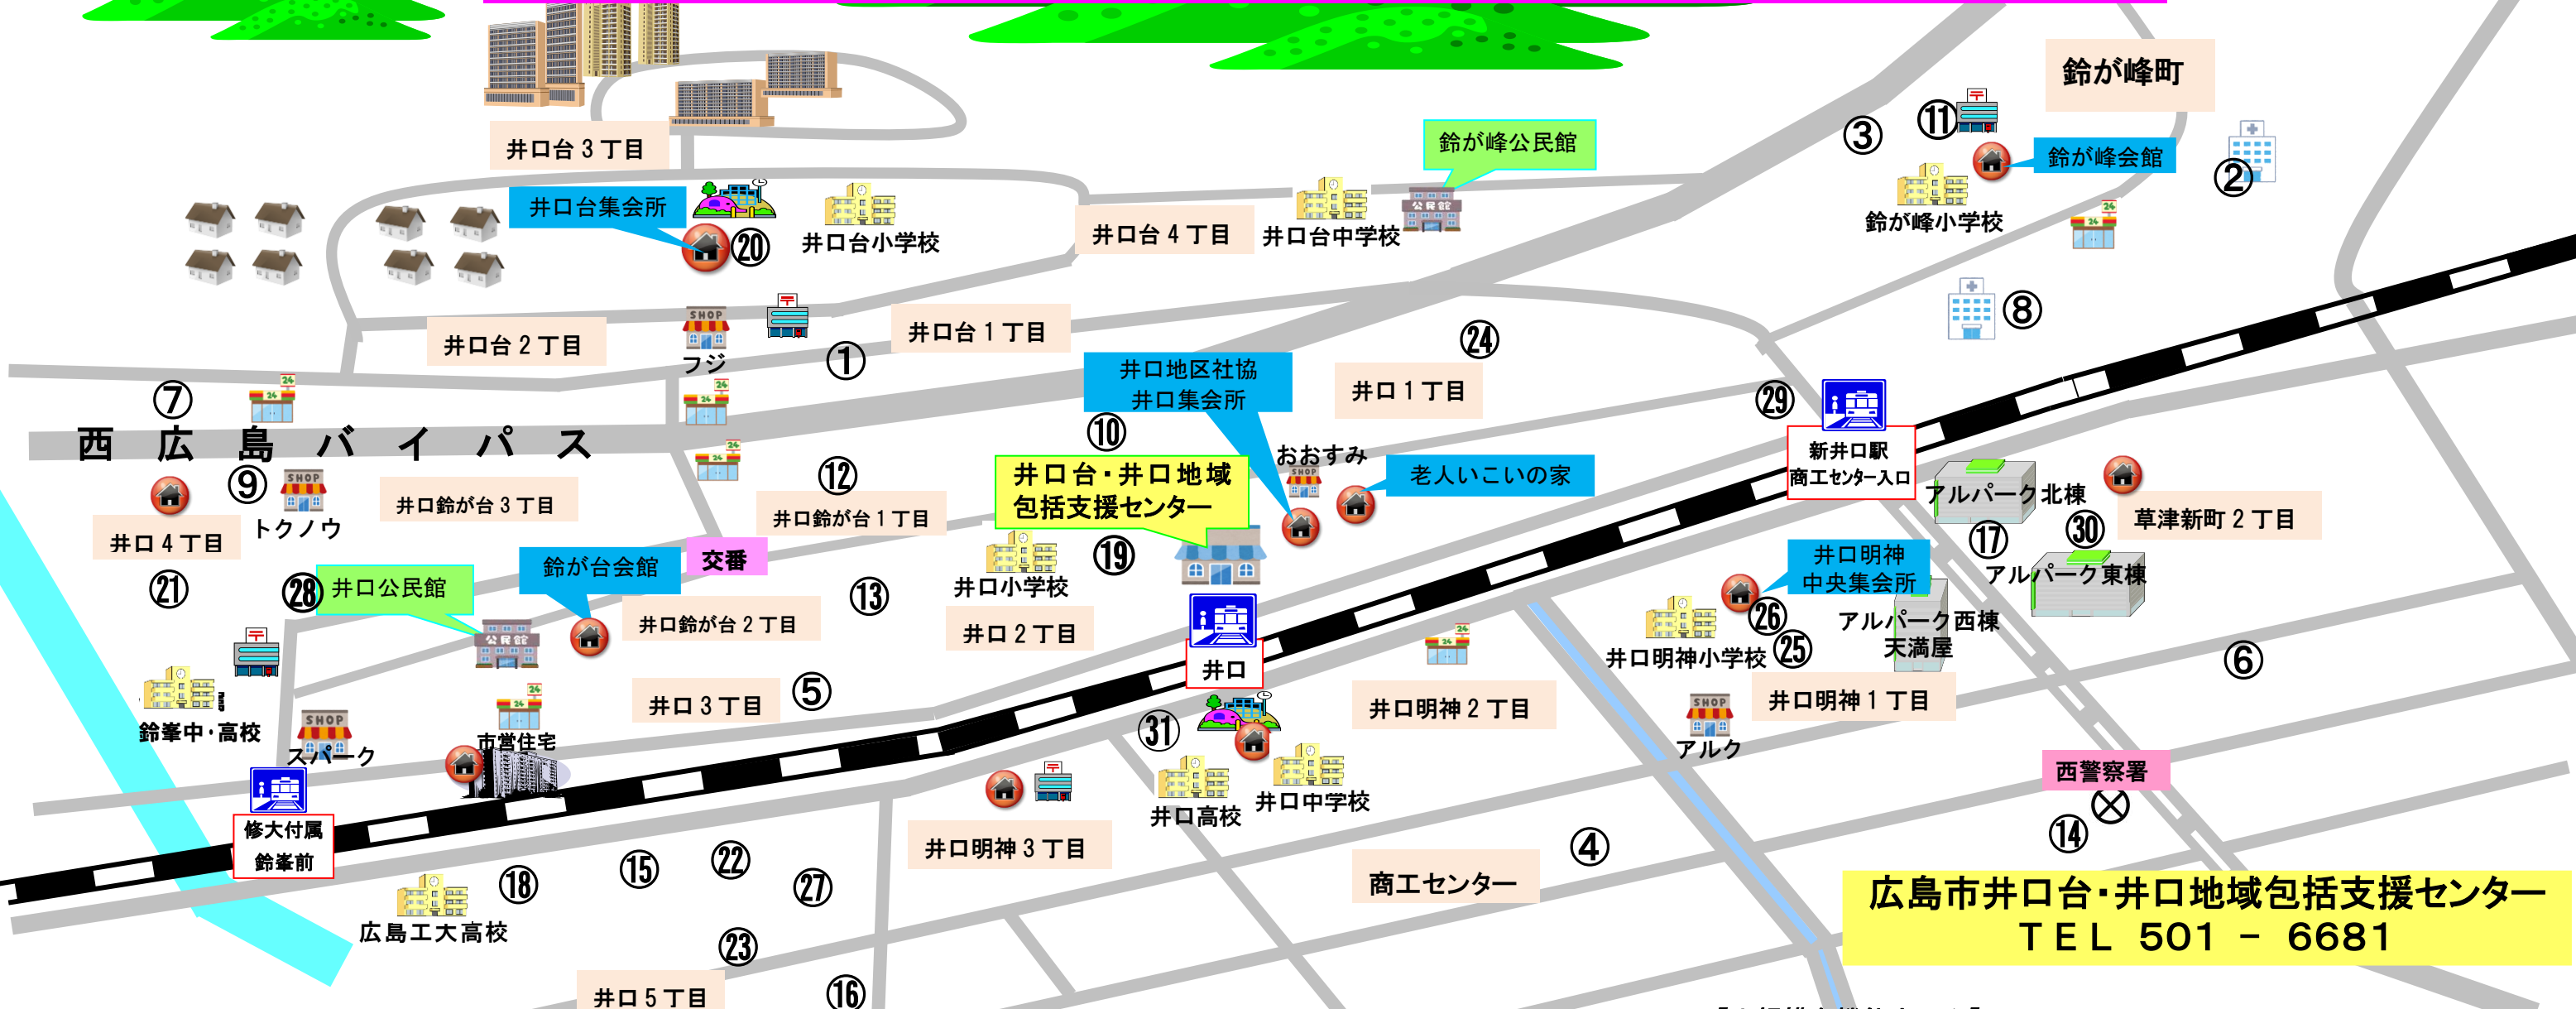 鈴が峰町
⑪
③
鈴が峰公民館
井口台3丁目
鈴が峰会館
②
井口台集会所
公民館
鈴が峰小学校
24
⑳
井口台小学校
井口台4丁目
井口台中学校
⑧
SHOP
フジ
井口台2丁目
井口台1丁目
①
㉔
井口地区社協
井口集会所
井口1丁目
⑦
24
24
㉙
⑩
西広島バイパス
24
新井口駅
商工センター入口
おおすみ
SHOP
老人いこいの家
井口台・井口地域
包括支援センター
⑨
SHOP
トクノウ
井口鈴が台3丁目
⑫
井口鈴が台1丁目
アルパーク北棟
⑰
㉚
草津新町2丁目
井口4丁目
交番
鈴が台会館
⑲
井口明神
中央集会所
アルパーク東棟
㉑
㉘
井口公民館
井口小学校
⑬
公民館
井口鈴が台2丁目
井口2丁目
㉖
アルパーク西棟
天満屋
井口明神小学校
㉕
⑥
井口
24
井口3丁目
⑤
井口明神2丁目
井口明神1丁目
24
鈴峯中・高校
SHOP
スパーク
市営住宅
㉛
SHOP
アルク
西警察署
井口高校
井口中学校
修大付属
鈴峯前
井口明神3丁目
④
⑭
⑱
⑮
㉒
㉗
商工センター
広島工大高校
㉓
井口5丁目
⑯
広島市井口台・井口地域包括支援センター
TEL 501 - 6681